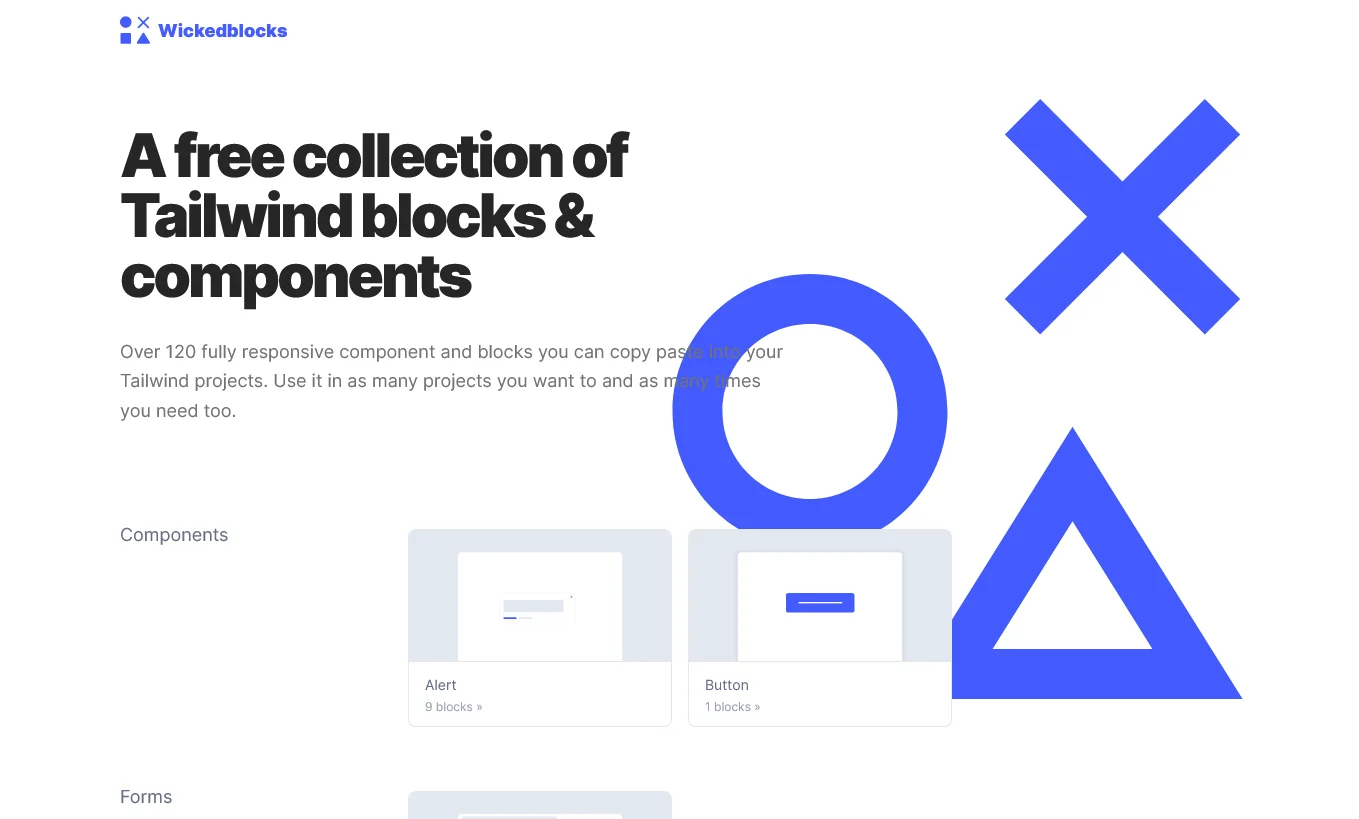 Wickedblocks
A free collection of
Tailwind blocks &
components
Over 120 fully responsive component and blocks you can copy paste into your
Tailwind projects. Use it in as many projects you want to and as many times
you need too.
Components
Alert
9 blocks »
Button
1 blocks »
Forms